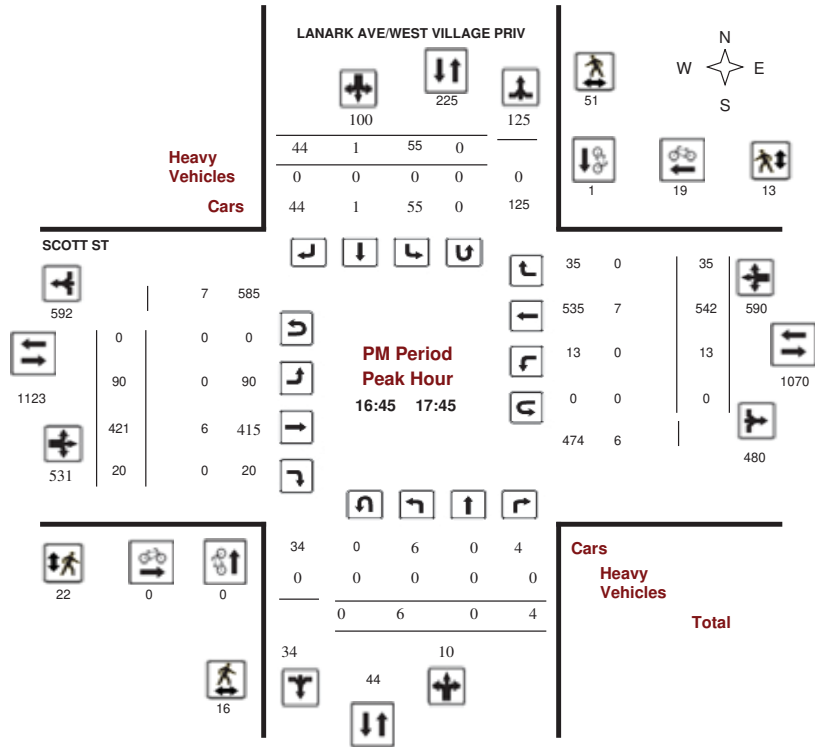 LANARK AVE/WEST VILLAGE PRIV
N
W E
S
225
51
100 125
44 1 55 0
Heavy
Vehicles
0 0 0 0 0
1 19 13
Cars 44 1 55 0 125
SCOTT ST
35 0 35
7 585
592
535 7 542 590
0 0 0
PM Period
13 0 13
Peak Hour
1070
90 0 90
1123
16:45 17:45
0 0 0
421 6 415
474 6
480
531 20 0 20
34 0 6 0 4 Cars
0 0 0 0 0 Heavy
Vehicles
22 0 0
0 6 0 4
Total
34 10
44
16